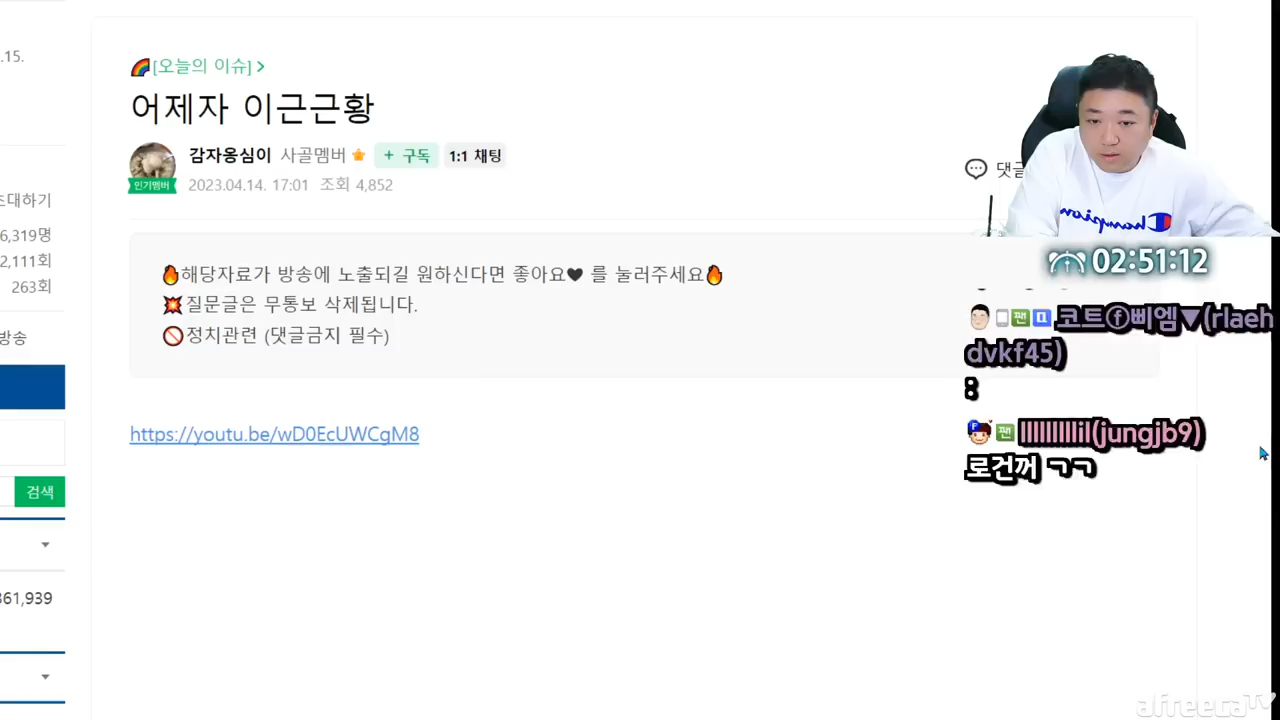 .15.
[오늘의 이슈] >
어제자 이근근황
감자옹심이 사골멤버 + 구독 1:1 채팅
인기멤버
2023.04.14. 17:01 조회 4,852
댓글
Champion
초대하기
6,319명
2,111회
263회
방송
해당자료가 방송에 노출되길 원하신다면 좋아요🖤 를 눌러주세요
질문글은 무통보 삭제됩니다.
정치관련 (댓글금지 필수)
02:51:12
팬 코트ⓕ삐엠▼(rlaeh
dvkf45)
8
https://youtu.be/wD0EcUWCgM8
팬 llllllllllil(jungjb9)
로건꺼 ㄱㄱ
검색
361,939
afreecaTV